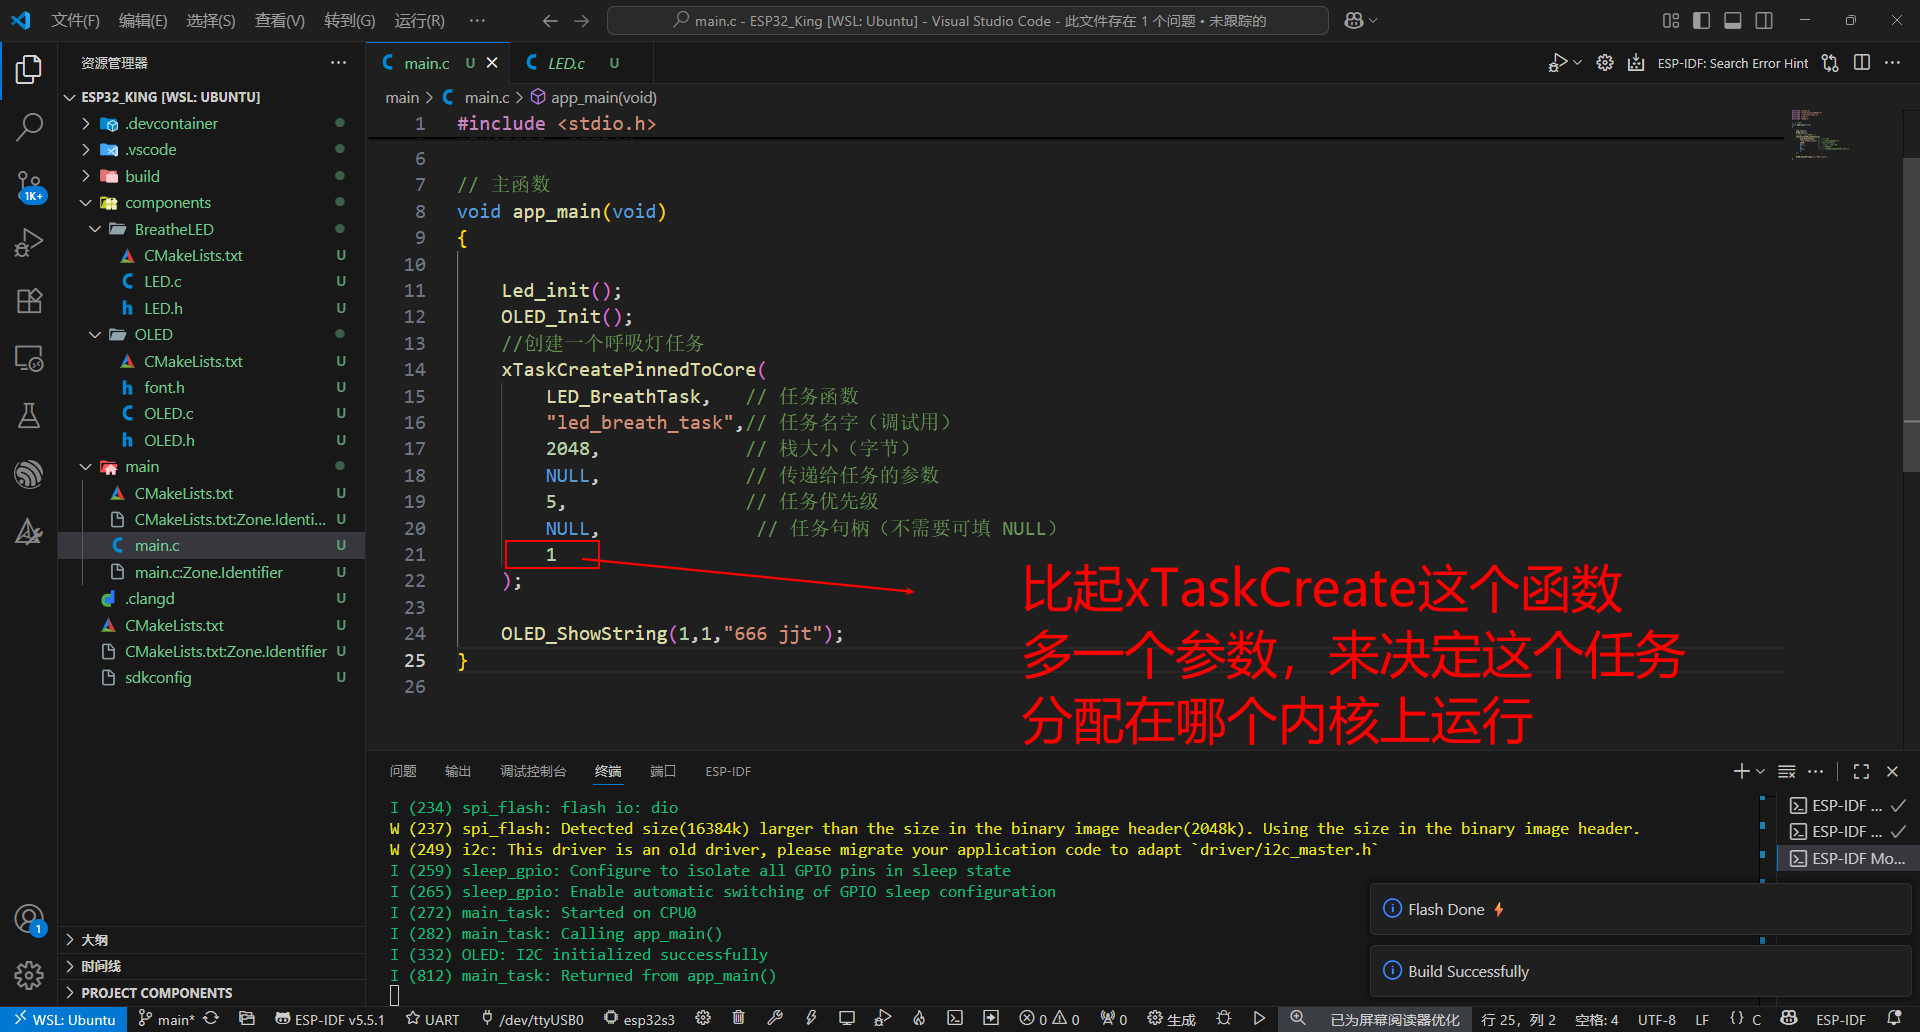 文件(F) 编辑(E) 选择(S) 查看(V) 转到(G) 运行(R) ···
main.c - ESP32_King [WSL: Ubuntu] - Visual Studio Code - 此文件存在 1 个问题 • 未跟踪的
资源管理器
ESP32_KING [WSL: UBUNTU]
.devcontainer
.vscode
build
components
BreatheLED
CMakeLists.txt U
LED.c U
LED.h U
OLED
CMakeLists.txt U
font.h U
OLED.c U
OLED.h U
main
CMakeLists.txt U
CMakeLists.txt:Zone.Identi... U
main.c U
main.c:Zone.Identifier U
.clangd U
CMakeLists.txt U
CMakeLists.txt:Zone.Identifier U
sdkconfig U
大纲
时间线
PROJECT COMPONENTS
1K+
1
main.c U
LED.c U
ESP-IDF: Search Error Hint
main > main.c > app_main(void)
1 #include <stdio.h>
6
7 // 主函数
8 void app_main(void)
9 {
10
11 Led_init();
12 OLED_Init();
13 //创建一个呼吸灯任务
14 xTaskCreatePinnedToCore(
15 LED_BreathTask, // 任务函数
16 "led_breath_task",// 任务名字（调试用）
17 2048, // 栈大小（字节）
18 NULL, // 传递给任务的参数
19 5, // 任务优先级
20 NULL, // 任务句柄（不需要可填 NULL）
21 1
22 );
23
24 OLED_ShowString(1,1,"666 jjt");
25 }
26
比起xTaskCreate这个函数
多一个参数，来决定这个任务
分配在哪个内核上运行
问题 输出 调试控制台 终端 端口 ESP-IDF
I (234) spi_flash: flash io: dio
W (237) spi_flash: Detected size(16384k) larger than the size in the binary image header(2048k). Using the size in the binary image header.
W (249) i2c: This driver is an old driver, please migrate your application code to adapt `driver/i2c_master.h`
I (259) sleep_gpio: Configure to isolate all GPIO pins in sleep state
I (265) sleep_gpio: Enable automatic switching of GPIO sleep configuration
I (272) main_task: Started on CPU0
I (282) main_task: Calling app_main()
I (332) OLED: I2C initialized successfully
I (812) main_task: Returned from app_main()
ESP-IDF ...
ESP-IDF ...
ESP-IDF Mo...
Flash Done
Build Successfully
WSL: Ubuntu main* ESP-IDF v5.5.1 UART /dev/ttyUSB0 esp32s3 0 0 0 生成 已为屏幕阅读器优化 行 25，列 2 空格: 4 UTF-8 LF {} C ESP-IDF